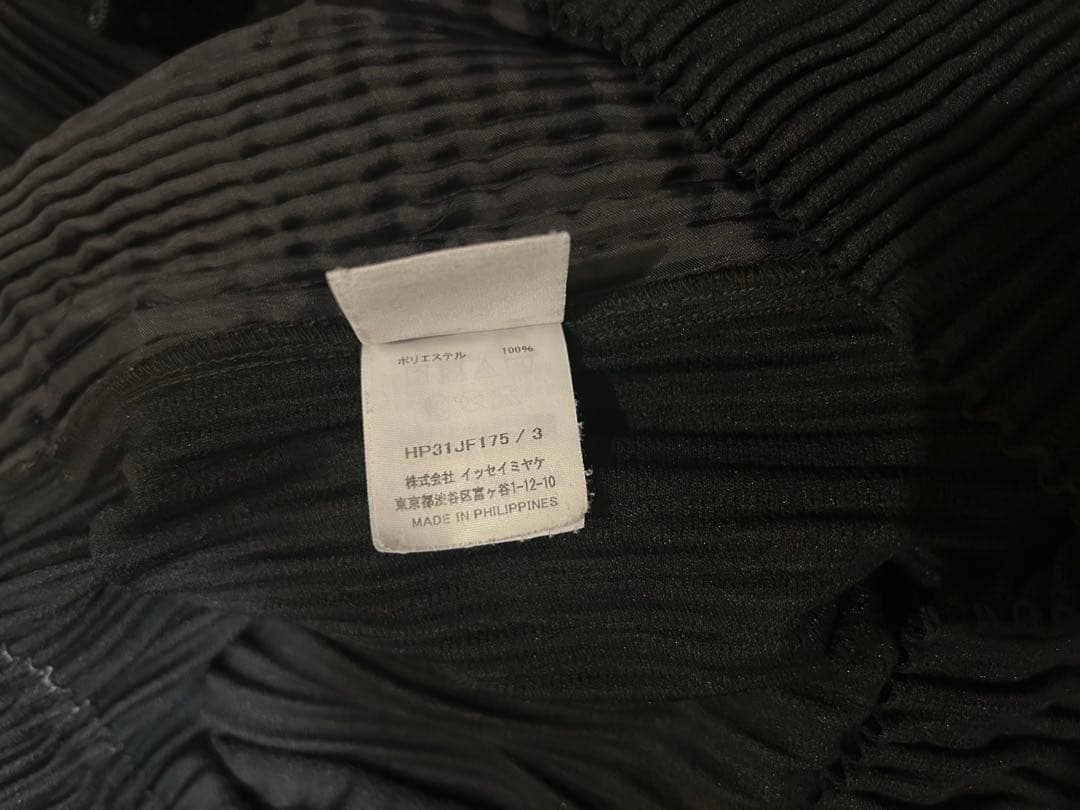 ポリエステル 100%
HP31JF175 / 3
株式会社 イッセイミヤケ
東京都渋谷区富ヶ谷1-12-10
MADE IN PHILIPPINES